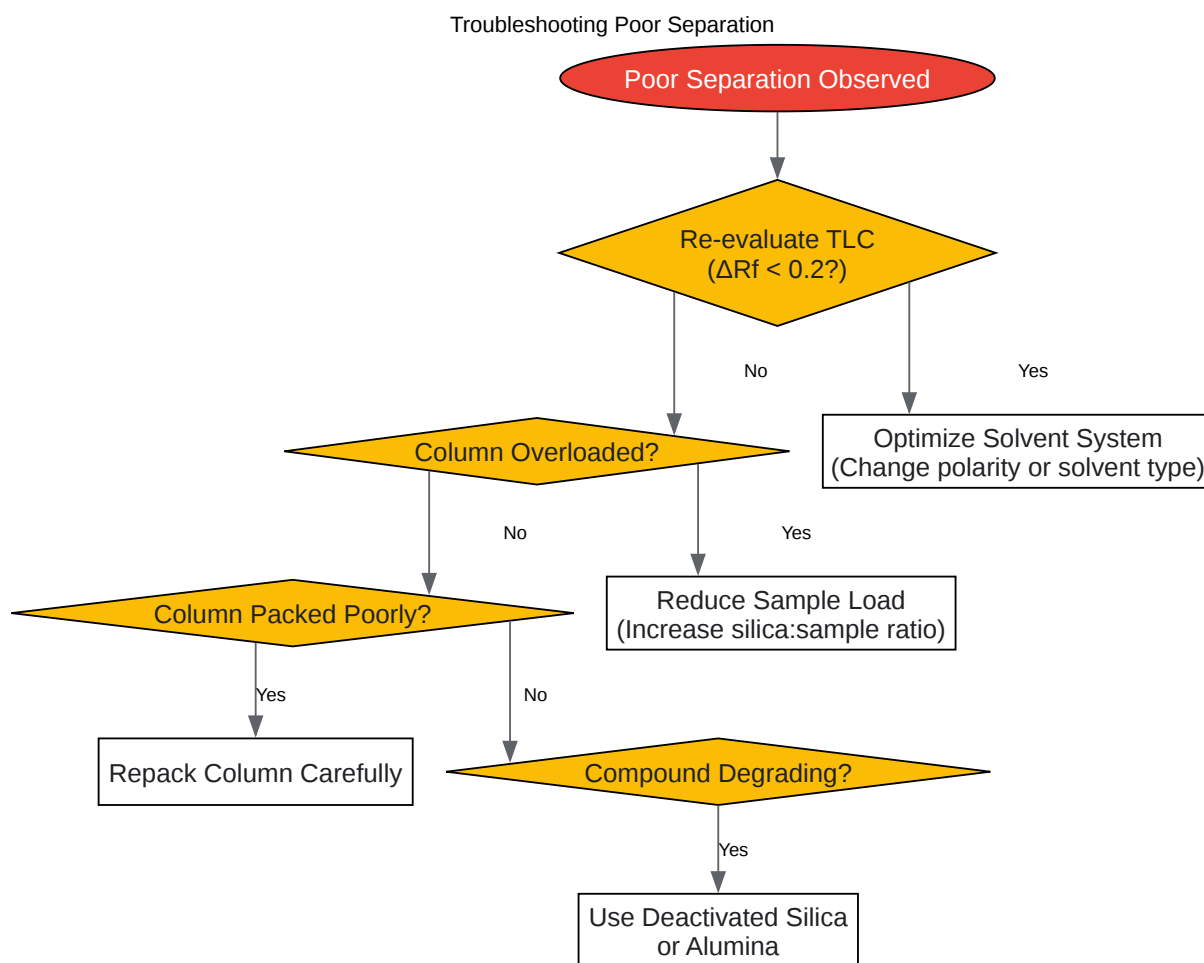 Troubleshooting Poor Separation
Poor Separation Observed
Re-evaluate TLC
(ΔRf < 0.2?)
No
Yes
Column Overloaded?
Optimize Solvent System
(Change polarity or solvent type)
No
Yes
Column Packed Poorly?
Reduce Sample Load
(Increase silica:sample ratio)
Yes
No
Repack Column Carefully
Compound Degrading?
Yes
Use Deactivated Silica
or Alumina